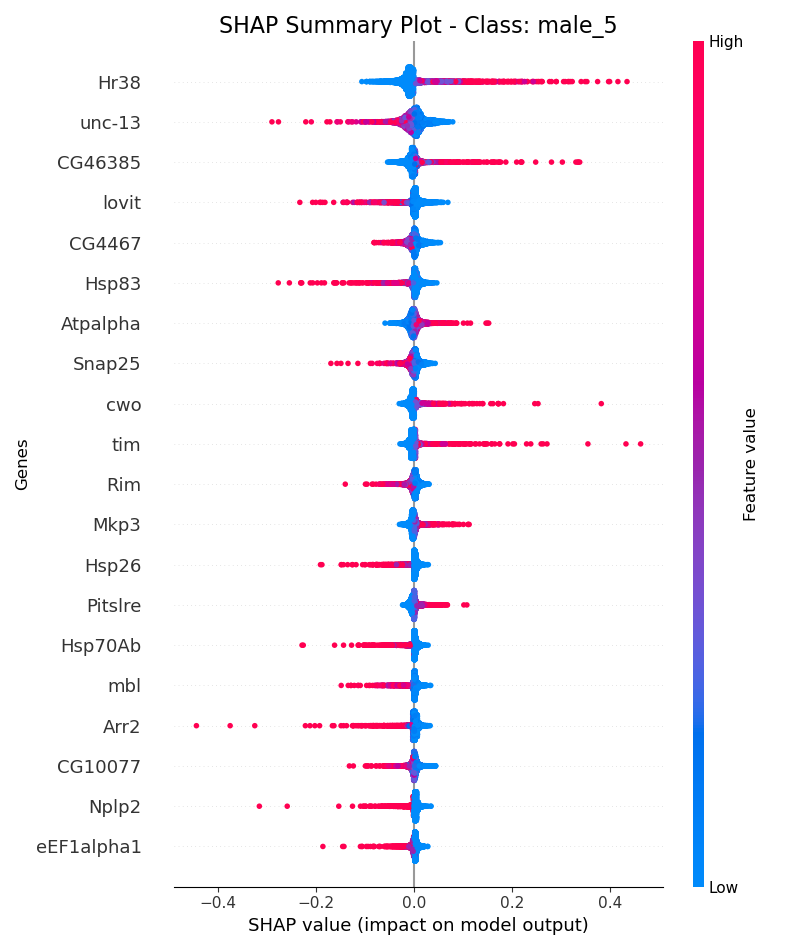 SHAP Summary Plot - Class: male_5
High
Hr38
unc-13
CG46385
lovit
CG4467
Hsp83
Atpalpha
Snap25
cwo
tim
Rim
Mkp3
Hsp26
Pitslre
Hsp70Ab
mbl
Arr2
CG10077
Nplp2
eEF1alpha1
Genes
Feature value
Low
−0.4 −0.2 0.0 0.2 0.4
SHAP value (impact on model output)